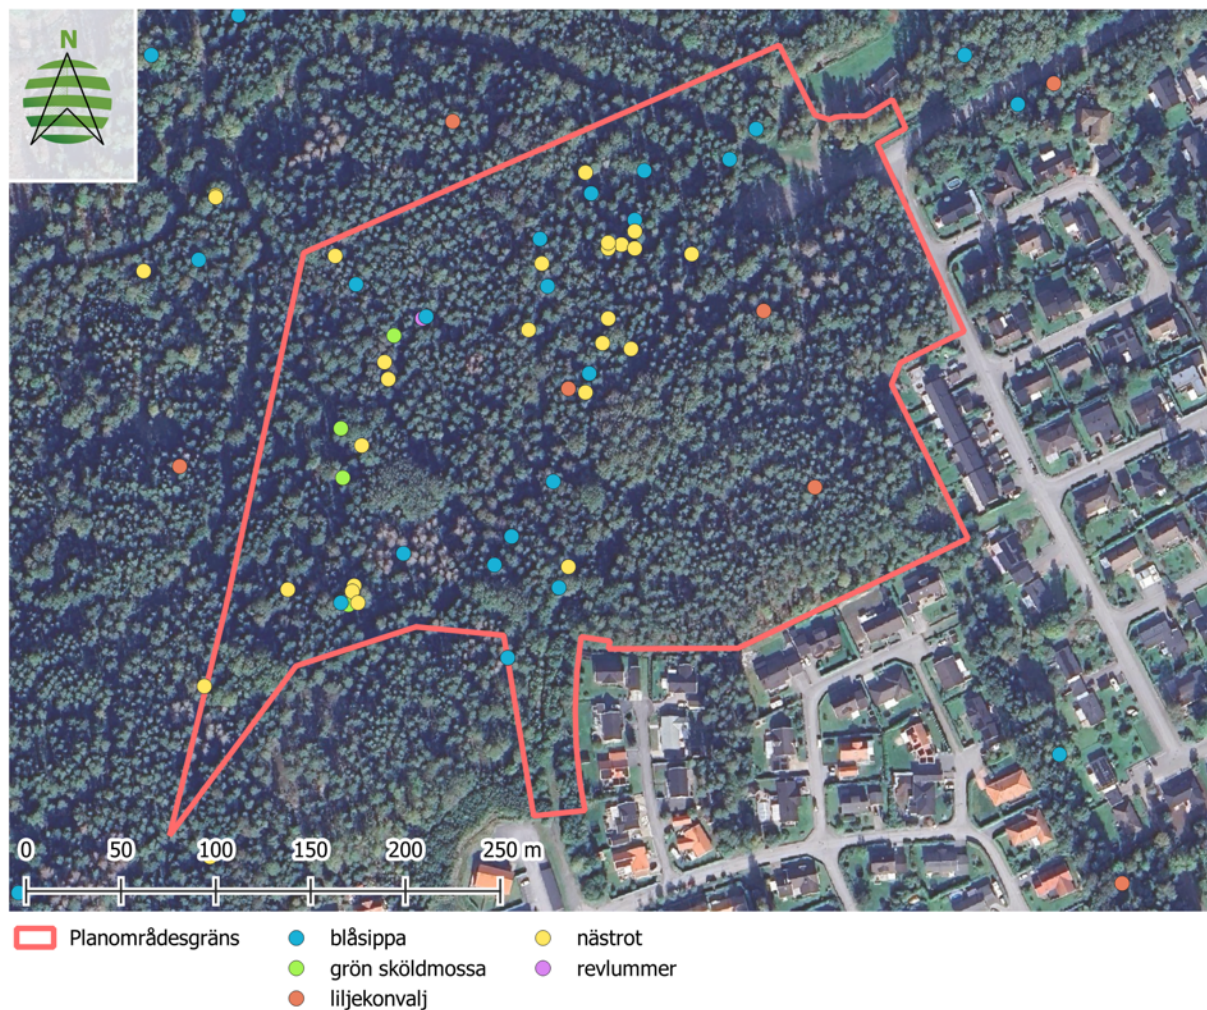 N
0 50 100 150 200 250 m
Planområdesgräns blåsippa nästrot
grön sköldmossa revlummer
liljekonvalj